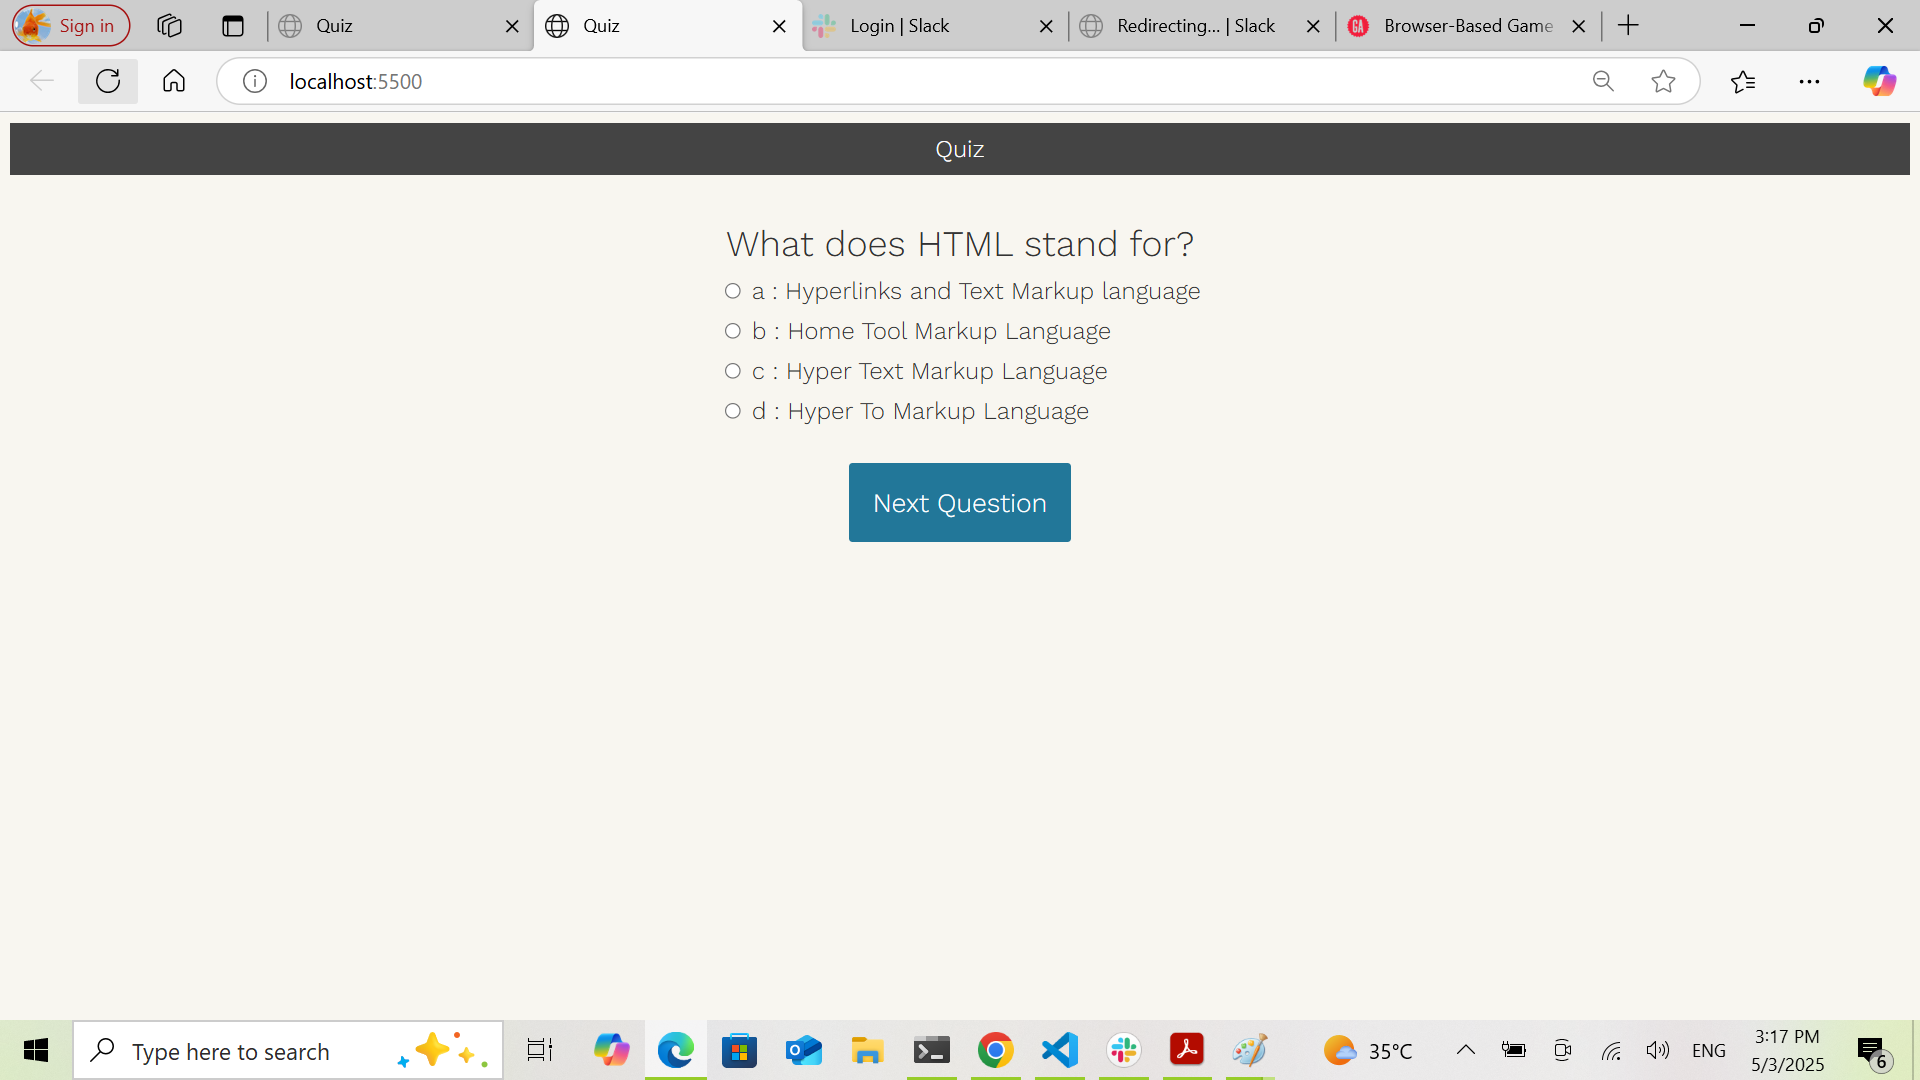 Sign in
Quiz
Quiz
Login | Slack
Redirecting... | Slack
Browser-Based Game
localhost:5500
Quiz
What does HTML stand for?
a : Hyperlinks and Text Markup language
b : Home Tool Markup Language
c : Hyper Text Markup Language
d : Hyper To Markup Language
Next Question
Type here to search
35°C
ENG
3:17 PM
5/3/2025
6